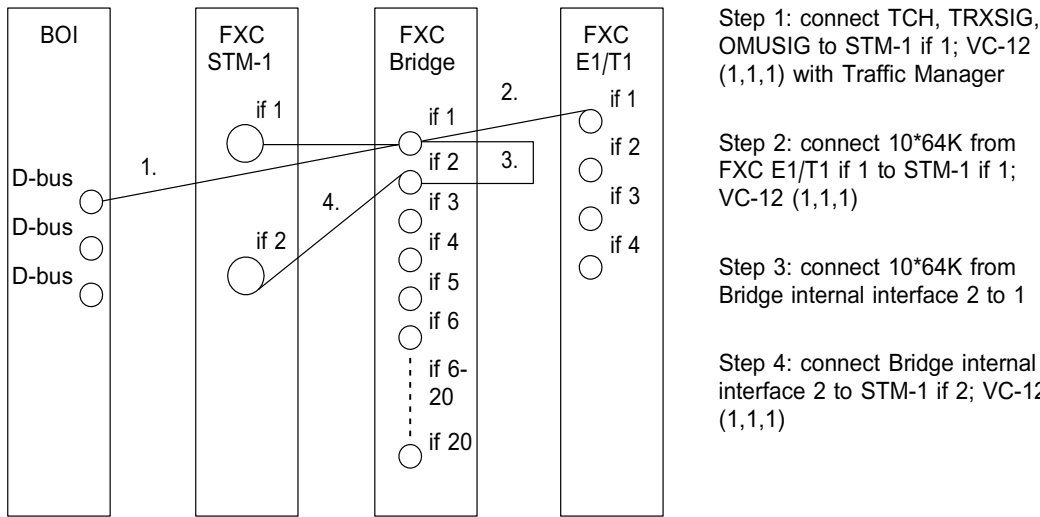 BOI
FXC
STM-1
FXC
Bridge
FXC
E1/T1
if 1
if 1
2.
if 1
1.
if 2
3.
if 2
D-bus
if 3
4.
if 3
D-bus
if 2
if 4
if 4
D-bus
if 5
if 6
if 6-
20
if 20
Step 1: connect TCH, TRXSIG,
OMUSIG to STM-1 if 1; VC-12
(1,1,1) with Traffic Manager
Step 2: connect 10*64K from
FXC E1/T1 if 1 to STM-1 if 1;
VC-12 (1,1,1)
Step 3: connect 10*64K from
Bridge internal interface 2 to 1
Step 4: connect Bridge internal
interface 2 to STM-1 if 2; VC-12
(1,1,1)